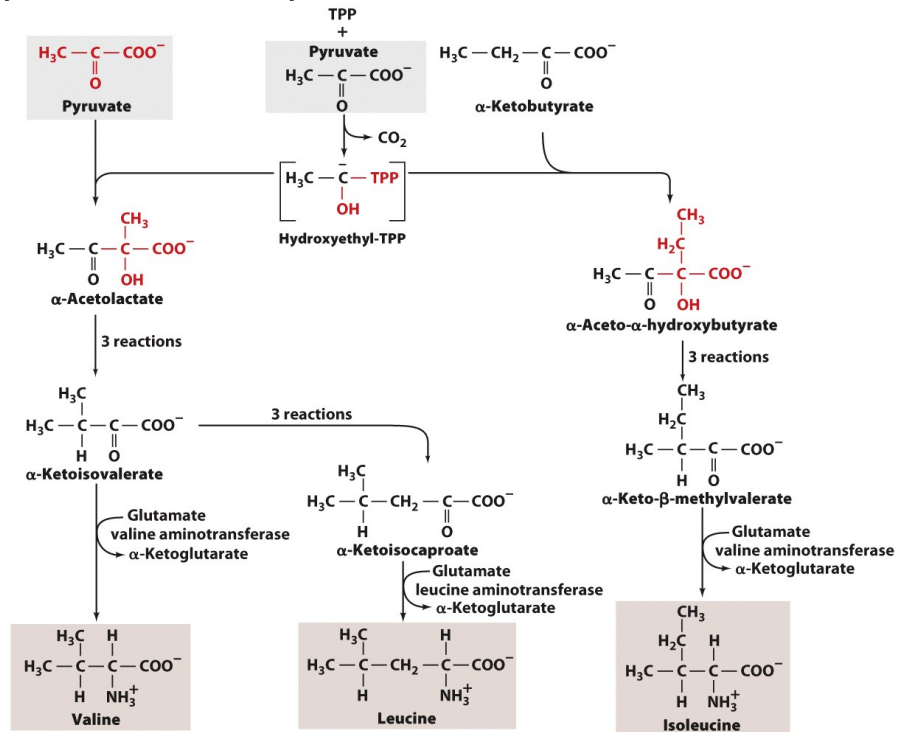 TPP
+
Pyruvate
H₃C — C — COO⁻
O
Pyruvate
H₃C — C — COO⁻
O
H₃C — CH₂ — C — COO⁻
O
α-Ketobutyrate
CO₂
H₃C — C̄ — TPP
OH
Hydroxyethyl-TPP
CH₃
H₃C — C — C — COO⁻
O OH
α-Acetolactate
CH₃
H₂C
H₃C — C — C — COO⁻
O OH
α-Aceto-α-hydroxybutyrate
3 reactions
3 reactions
H₃C
H₃C — C — C — COO⁻
H O
α-Ketoisovalerate
3 reactions
CH₃
H₂C
H₃C — C — C — COO⁻
H O
α-Keto-β-methylvalerate
H₃C
H₃C — C — CH₂ — C — COO⁻
H O
α-Ketoisocaproate
Glutamate
valine aminotransferase
α-Ketoglutarate
Glutamate
leucine aminotransferase
α-Ketoglutarate
Glutamate
valine aminotransferase
α-Ketoglutarate
H₃C H
H₃C — C — C — COO⁻
H NH₃⁺
Valine
H₃C H
H₃C — C — CH₂ — C — COO⁻
H NH₃⁺
Leucine
CH₃
H₂C H
H₃C — C — C — COO⁻
H NH₃⁺
Isoleucine